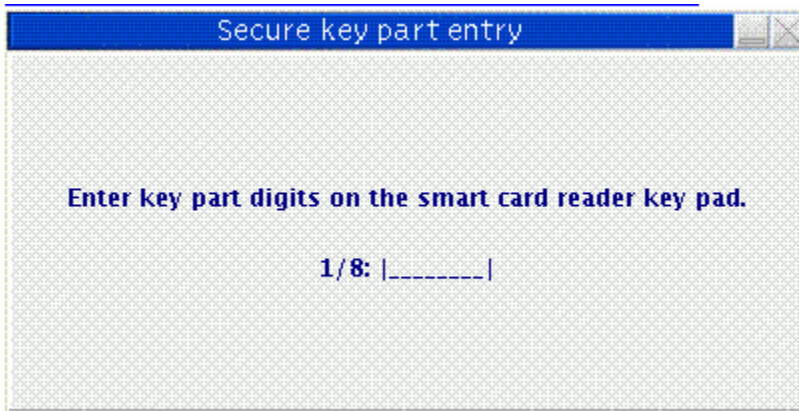 Secure key part entry
Enter key part digits on the smart card reader key pad.
1/8: |________|